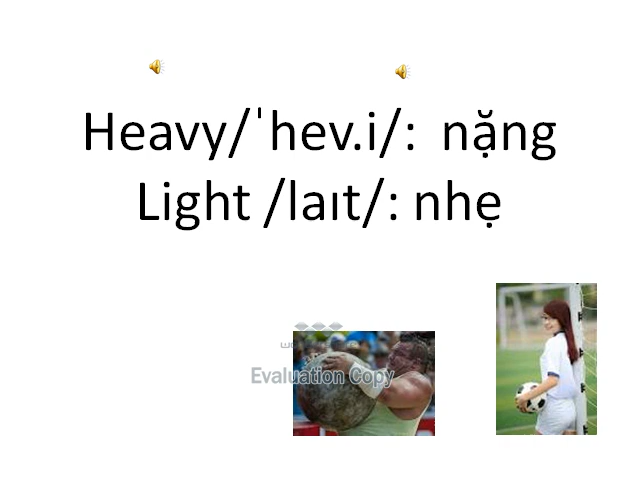 Heavy/ˈhev.i/: nặng
Light /laɪt/: nhẹ
Evaluation Copy